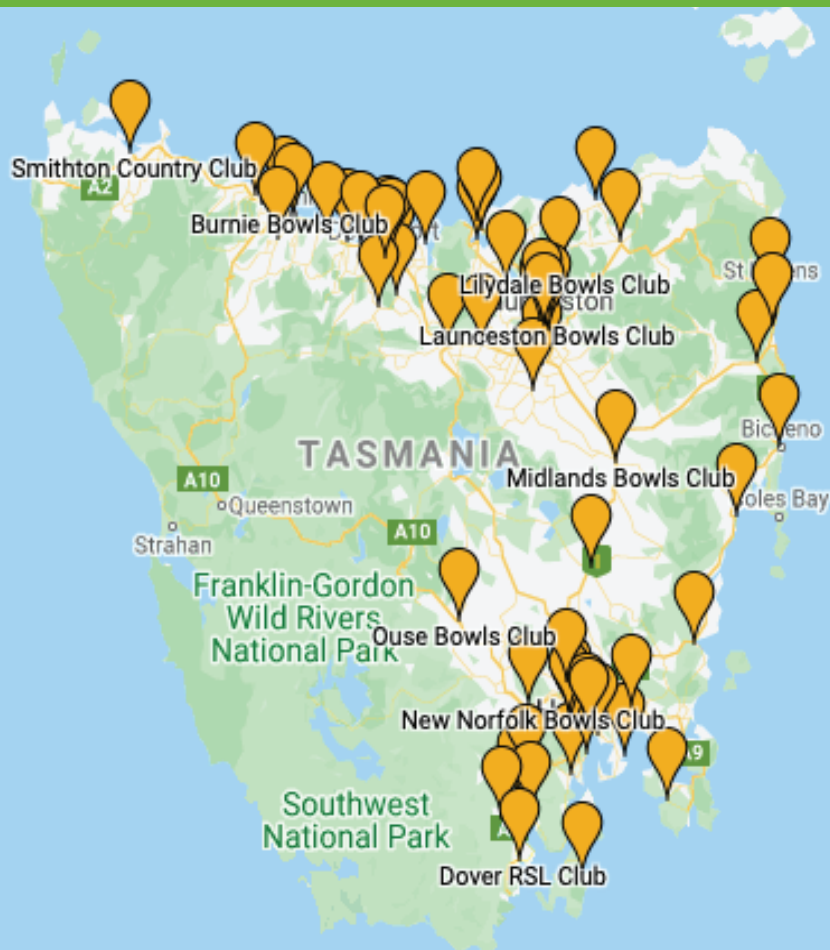 Smithton Country Club
A2
Burnie Bowls Club
Lilydale Bowls Club
Launceston Bowls Club
TASMANIA
Midlands Bowls Club
A10
Queenstown
A10
Strahan
Franklin-Gordon
Wild Rivers
National Park
Ouse Bowls Club
New Norfolk Bowls Club
Southwest
National Park
Dover RSL Club